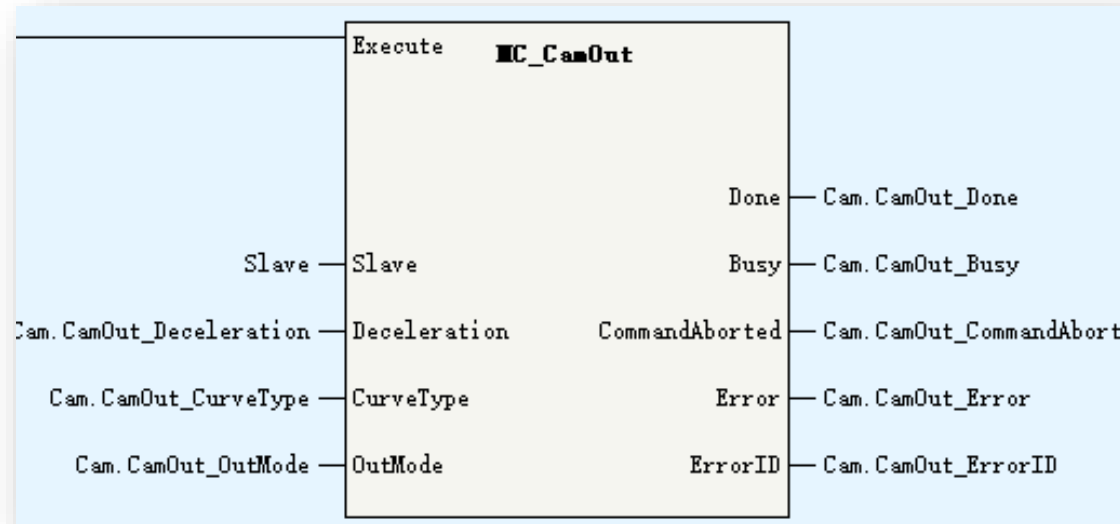 Execute
MC_CamOut
Done
Cam.CamOut_Done
Slave
Slave
Busy
Cam.CamOut_Busy
Cam.CamOut_Deceleration
Deceleration
CommandAborted
Cam.CamOut_CommandAbort
Cam.CamOut_CurveType
CurveType
Error
Cam.CamOut_Error
Cam.CamOut_OutMode
OutMode
ErrorID
Cam.CamOut_ErrorID